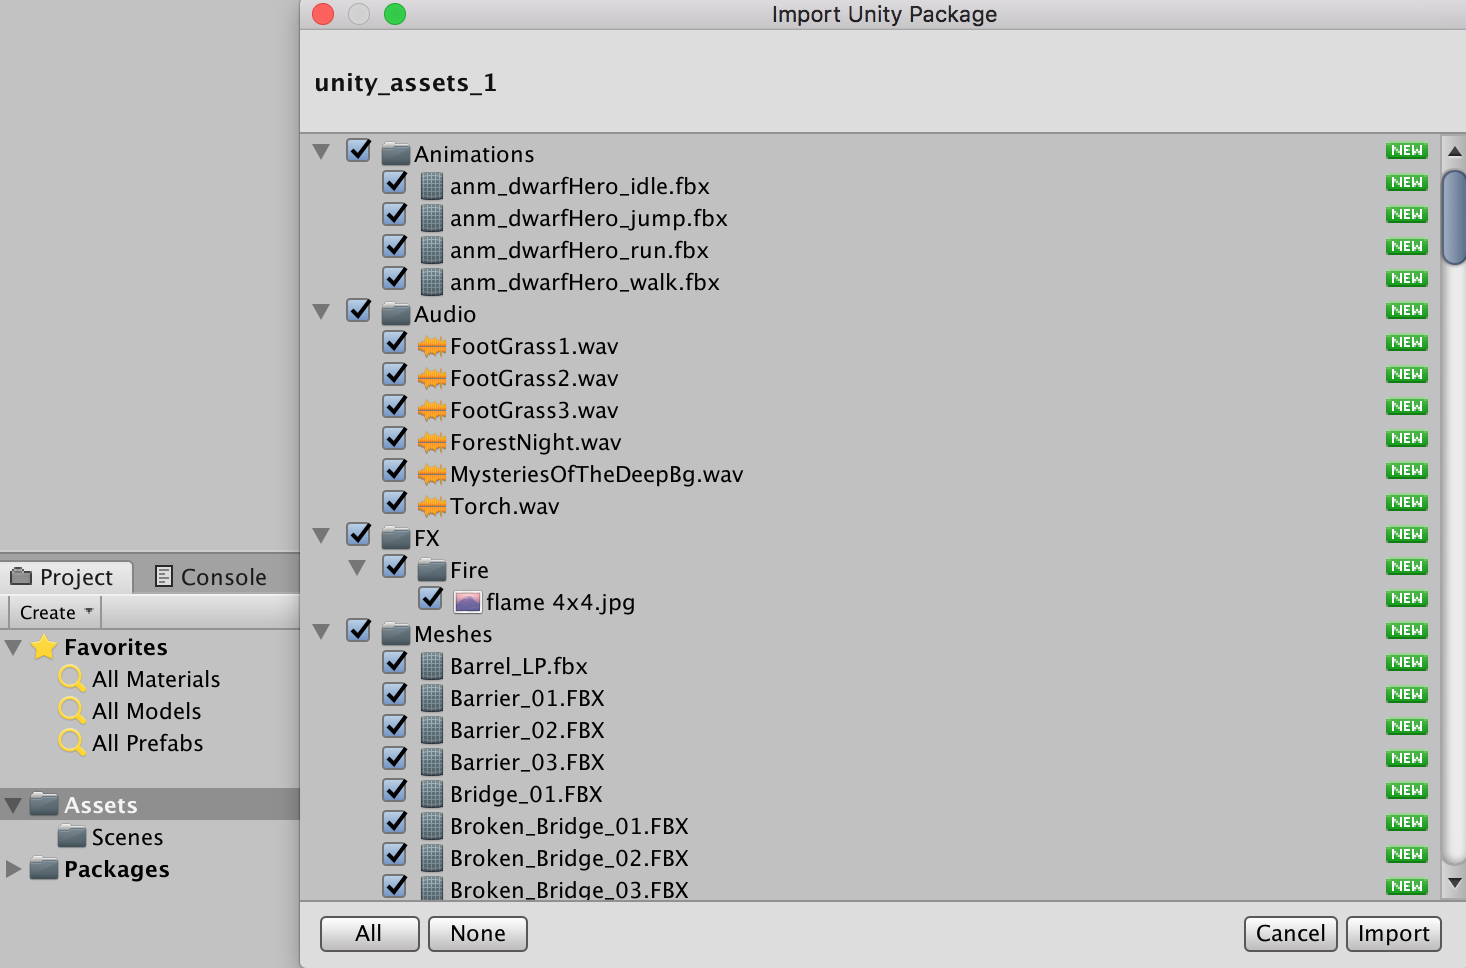 Import Unity Package
unity_assets_1
Animations NEW
anm_dwarfHero_idle.fbx NEW
anm_dwarfHero_jump.fbx NEW
anm_dwarfHero_run.fbx NEW
anm_dwarfHero_walk.fbx NEW
Audio NEW
FootGrass1.wav NEW
FootGrass2.wav NEW
FootGrass3.wav NEW
ForestNight.wav NEW
MysteriesOfTheDeepBg.wav NEW
Torch.wav NEW
FX NEW
Fire NEW
flame 4x4.jpg NEW
Meshes NEW
Barrel_LP.fbx NEW
Barrier_01.FBX NEW
Barrier_02.FBX NEW
Barrier_03.FBX NEW
Bridge_01.FBX NEW
Broken_Bridge_01.FBX NEW
Broken_Bridge_02.FBX NEW
Broken_Bridge_03.FBX NEW
All None Cancel Import
Project Console
Create
Favorites
All Materials
All Models
All Prefabs
Assets
Scenes
Packages